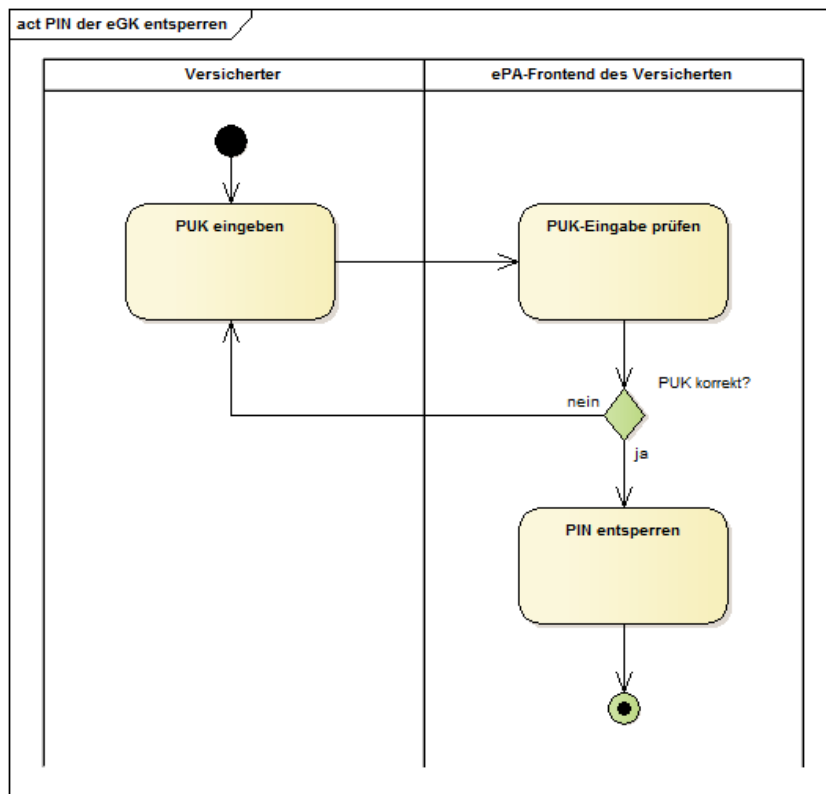 act PIN der eGK entsperren
Versicherter
ePA-Frontend des Versicherten
PUK eingeben
PUK-Eingabe prüfen
PUK korrekt?
nein
ja
PIN entsperren